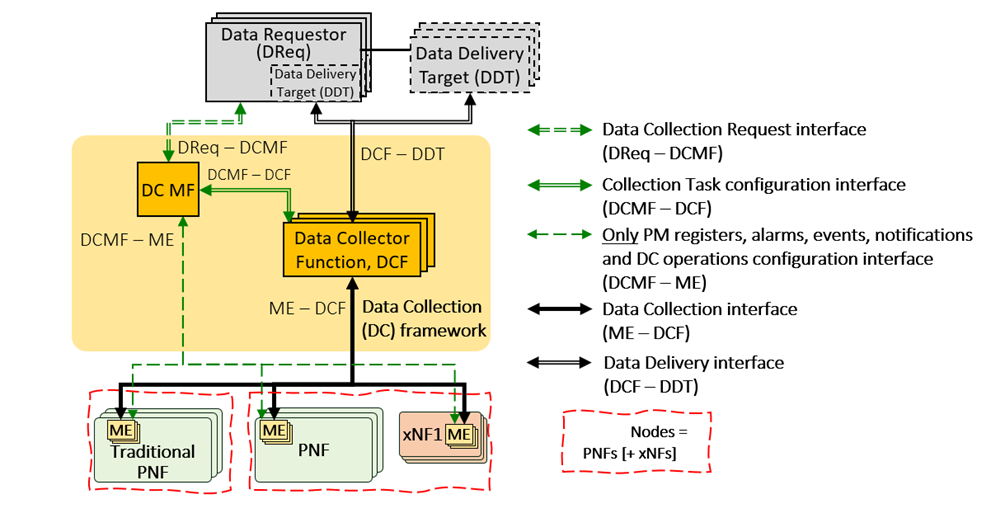 Data Requestor
(DReq)
Data Delivery
Target (DDT)
Data Delivery
Target (DDT)
DReq – DCMF
DCF – DDT
DC MF
DCMF – DCF
DCMF – ME
Data Collector
Function, DCF
ME – DCF
Data Collection
(DC) framework
ME
Traditional
PNF
ME
PNF
xNF1
ME
Data Collection Request interface
(DReq – DCMF)
Collection Task configuration interface
(DCMF – DCF)
Only PM registers, alarms, events, notifications
and DC operations configuration interface
(DCMF – ME)
Data Collection interface
(ME – DCF)
Data Delivery interface
(DCF – DDT)
Nodes =
PNFs [+ xNFs]